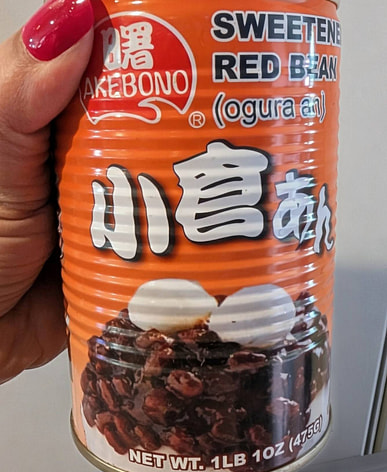 曙
AKEBONO
®
SWEETENE
RED BEAN
(ogura an)
小倉あん
NET WT. 1LB 1OZ (475G)